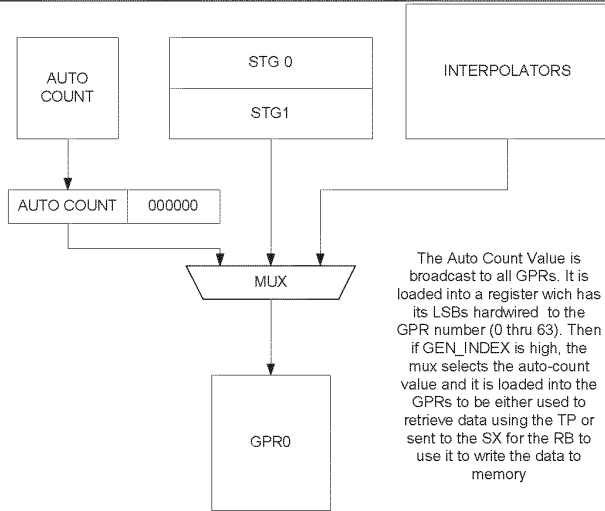 AUTO
COUNT
STG 0
STG1
INTERPOLATORS
AUTO COUNT 000000
MUX
GPR0
The Auto Count Value is
broadcast to all GPRs. It is
loaded into a register wich has
its LSBs hardwired to the
GPR number (0 thru 63). Then
if GEN_INDEX is high, the
mux selects the auto-count
value and it is loaded into the
GPRs to be either used to
retrieve data using the TP or
sent to the SX for the RB to
use it to write the data to
memory